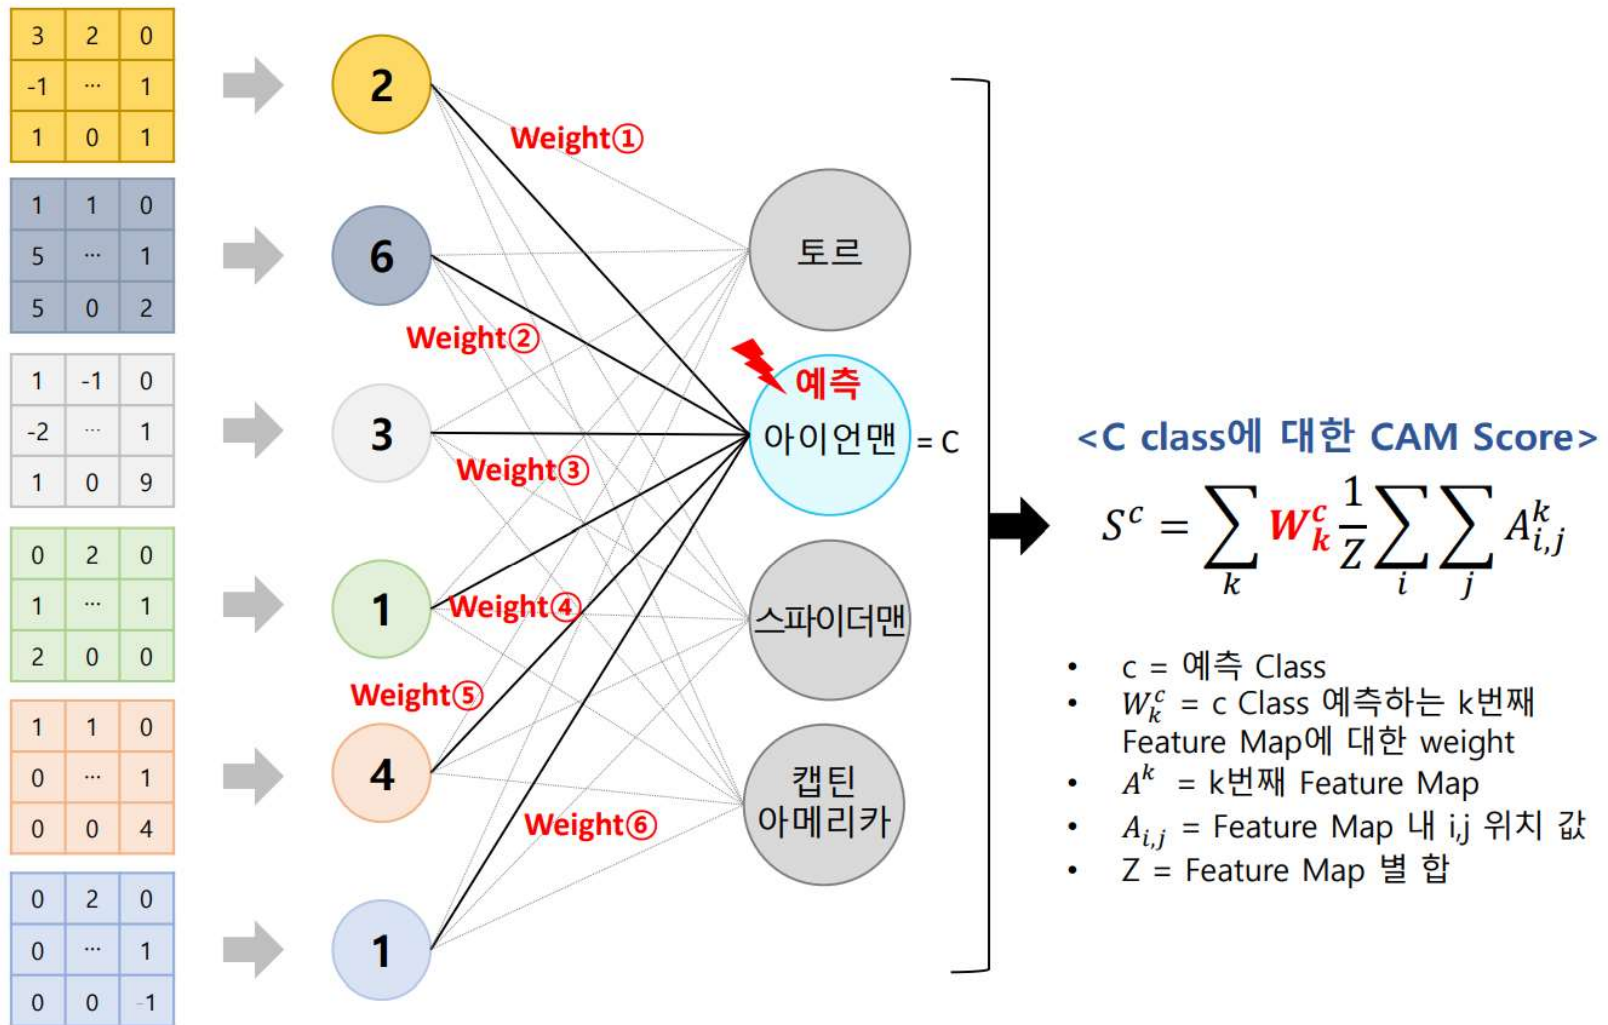 3 2 0
-1 ... 1
1 0 1
2
Weight①
1 1 0
5 ... 1
5 0 2
6
Weight②
토르
1 -1 0
-2 ... 1
1 0 9
3
Weight③
예측
아이언맨 = C
0 2 0
1 ... 1
2 0 0
1
Weight④
스파이더맨
1 1 0
0 ... 1
0 0 4
4
Weight⑤
캡틴
아메리카
0 2 0
0 ... 1
0 0 -1
1
Weight⑥
<C class에 대한 CAM Score>
S^c = ∑_k W_k^c 1/Z ∑_i ∑_j A_{i,j}^k
• c = 예측 Class
• W_k^c = c Class 예측하는 k번째
Feature Map에 대한 weight
• A^k = k번째 Feature Map
• A_{i,j} = Feature Map 내 i,j 위치 값
• Z = Feature Map 별 합